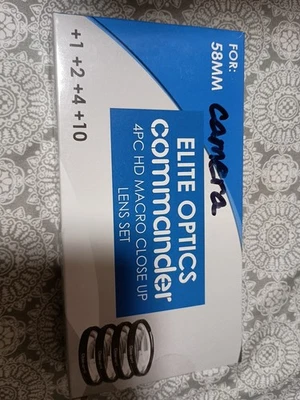 FOR:
58MM
camera
ELITE OPTICS
commander
4PC HD MACRO CLOSE UP
LENS SET
+1 +2 +4 +10